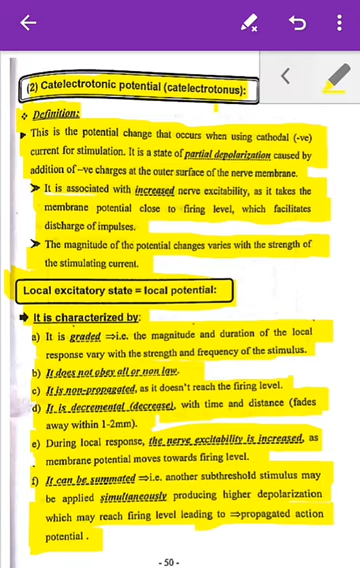 (2) Catelectrotonic potential (catelectrotonus):
❖ Definition:
This is the potential change that occurs when using cathodal (-ve)
current for stimulation. It is a state of partial depolarization caused by
addition of –ve charges at the outer surface of the nerve membrane.
➢ It is associated with increased nerve excitability, as it takes the
membrane potential close to firing level, which facilitates
discharge of impulses.
➢ The magnitude of the potential changes varies with the strength of
the stimulating current.
Local excitatory state = local potential:
➡ It is characterized by:
a) It is graded ⇒i.e. the magnitude and duration of the local
response vary with the strength and frequency of the stimulus.
b) It does not obey all or non law.
c) It is non-propagated, as it doesn't reach the firing level.
d) It is decremental (decrease), with time and distance (fades
away within 1-2mm).
e) During local response, the nerve excitability is increased, as
membrane potential moves towards firing level.
f) It can be summated ⇒i.e. another subthreshold stimulus may
be applied simultaneously producing higher depolarization
which may reach firing level leading to ⇒propagated action
potential .
- 50 -